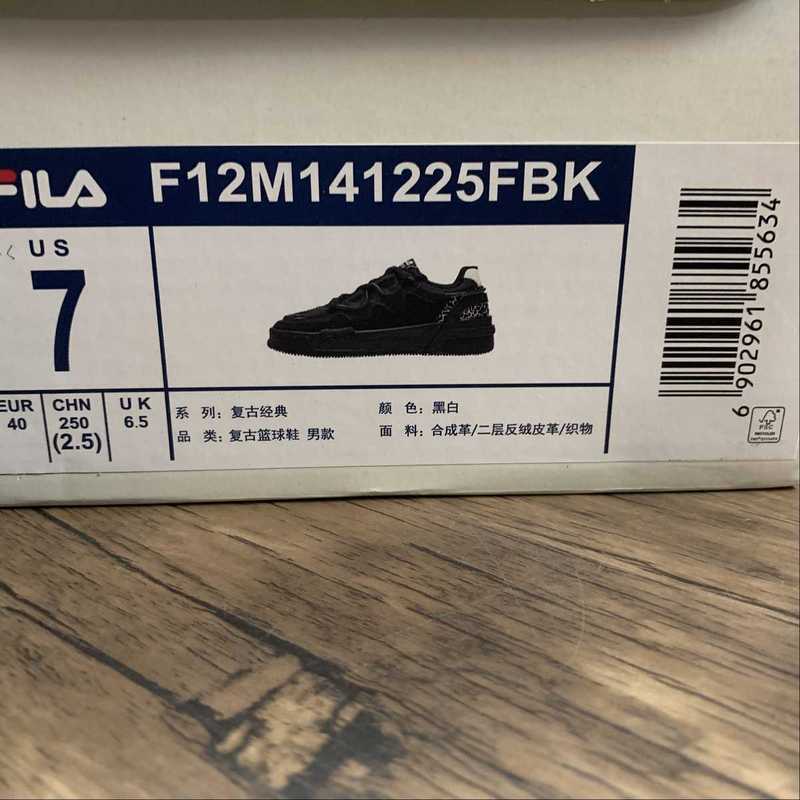 FILA F12M141225FBK
US
7
EUR
40
CHN
250
(2.5)
UK
6.5
系 列：复古经典
颜 色：黑白
品 类：复古篮球鞋 男款
面 料：合成革/二层反绒皮革/织物
6 902961 855634
FSC